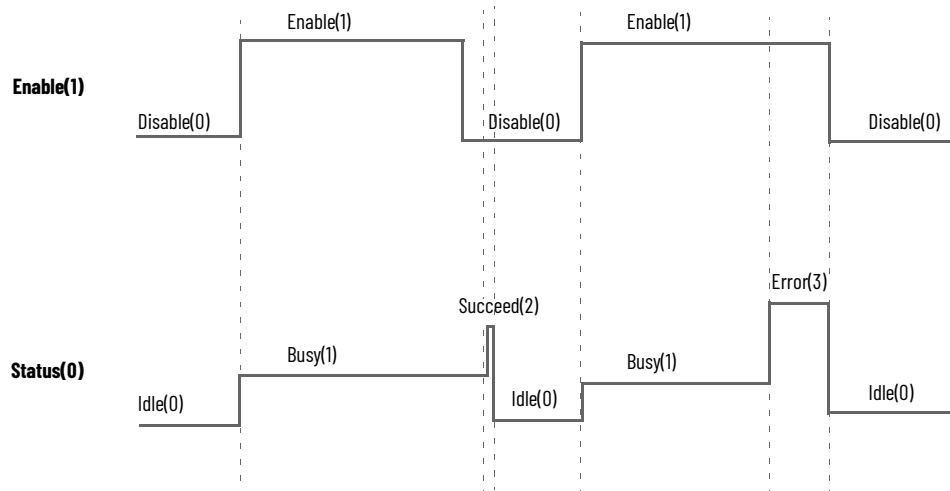 Enable(1)
Enable(1)
Enable(1)
Disable(0)
Disable(0)
Disable(0)
Error(3)
Succeed(2)
Busy(1)
Busy(1)
Status(0)
Idle(0)
Idle(0)
Idle(0)